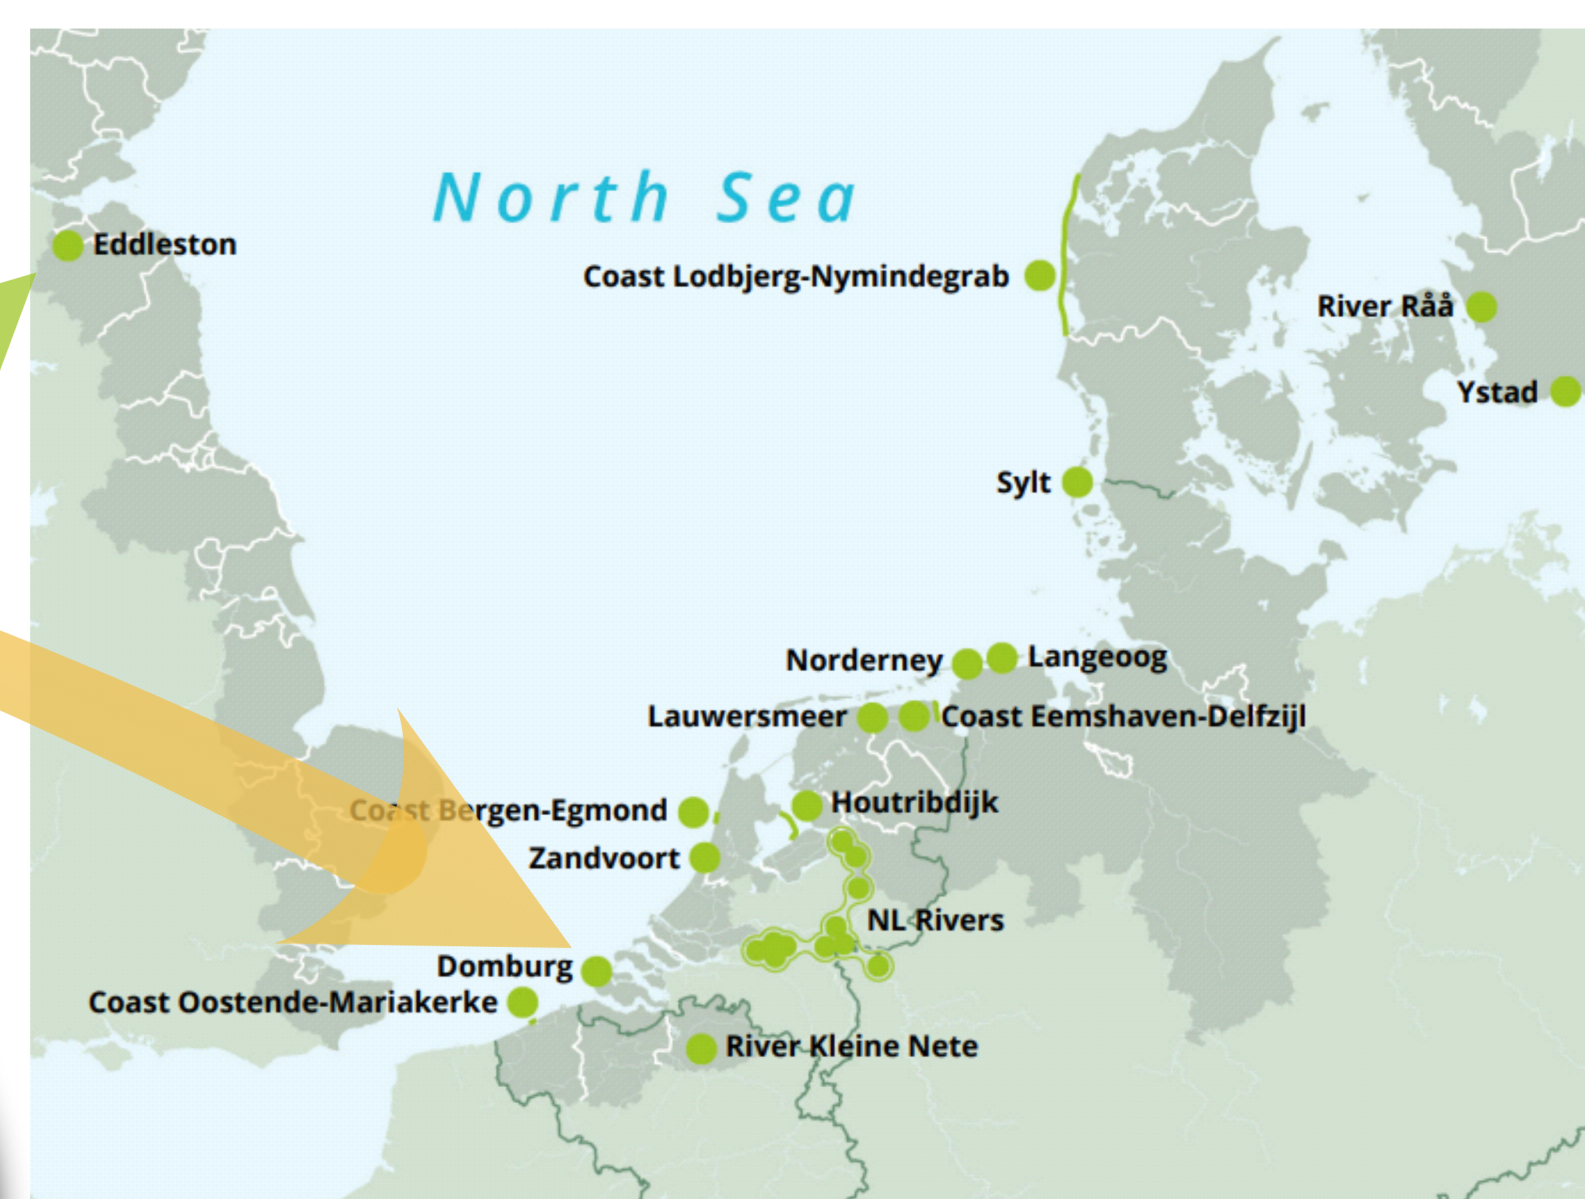 North Sea
Eddleston
Coast Lodbjerg-Nymindegrab
River Råå
Ystad
Sylt
Norderney
Langeoog
Lauwersmeer
Coast Eemshaven-Delfzijl
Coast Bergen-Egmond
Houtribdijk
Zandvoort
NL Rivers
Domburg
Coast Oostende-Mariakerke
River Kleine Nete